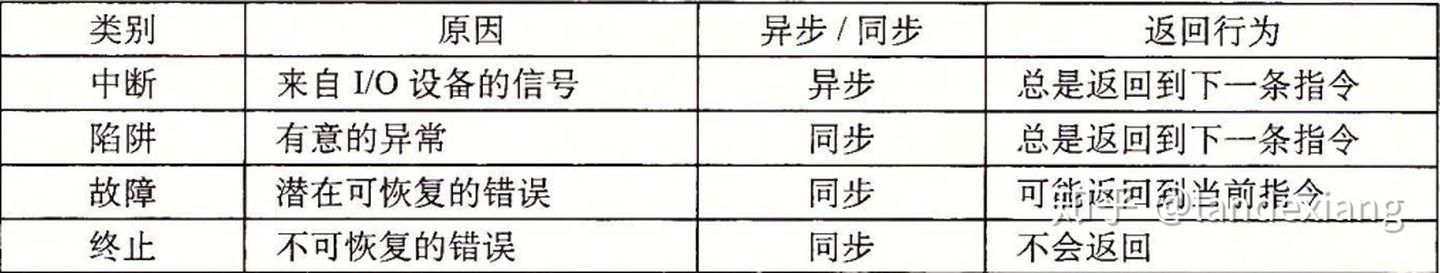 类别 原因 异步 / 同步 返回行为
中断 来自 I/O 设备的信号 异步 总是返回到下一条指令
陷阱 有意的异常 同步 总是返回到下一条指令
故障 潜在可恢复的错误 同步 可能返回到当前指令
知乎 @landexiang
终止 不可恢复的错误 同步 不会返回